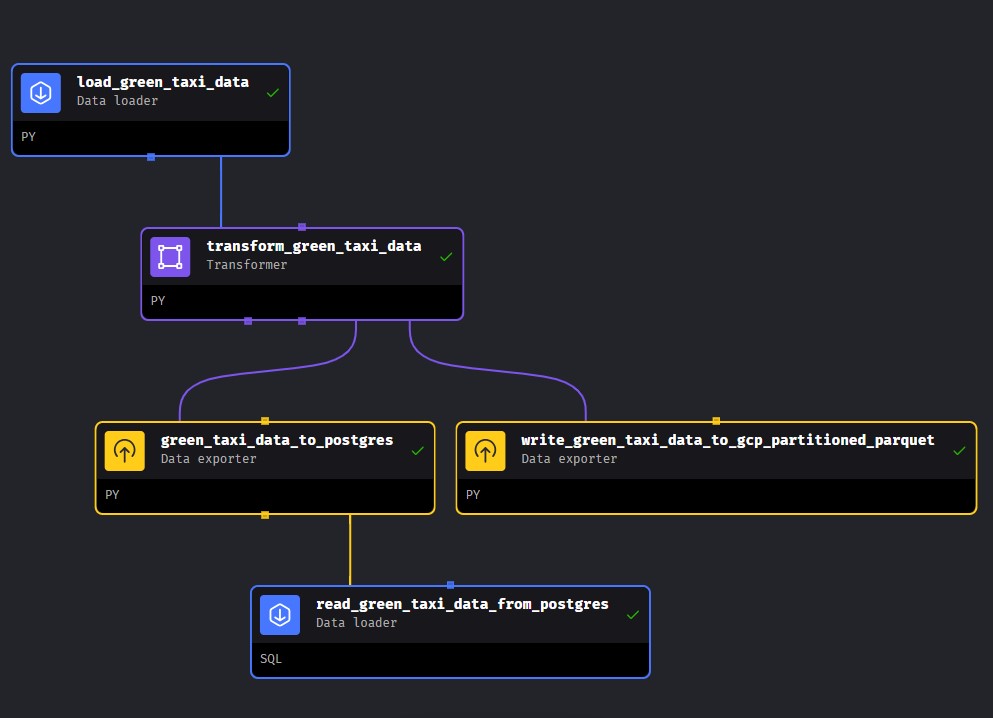 load_green_taxi_data
Data loader
PY
transform_green_taxi_data
Transformer
PY
green_taxi_data_to_postgres
Data exporter
PY
write_green_taxi_data_to_gcp_partitioned_parquet
Data exporter
PY
read_green_taxi_data_from_postgres
Data loader
SQL